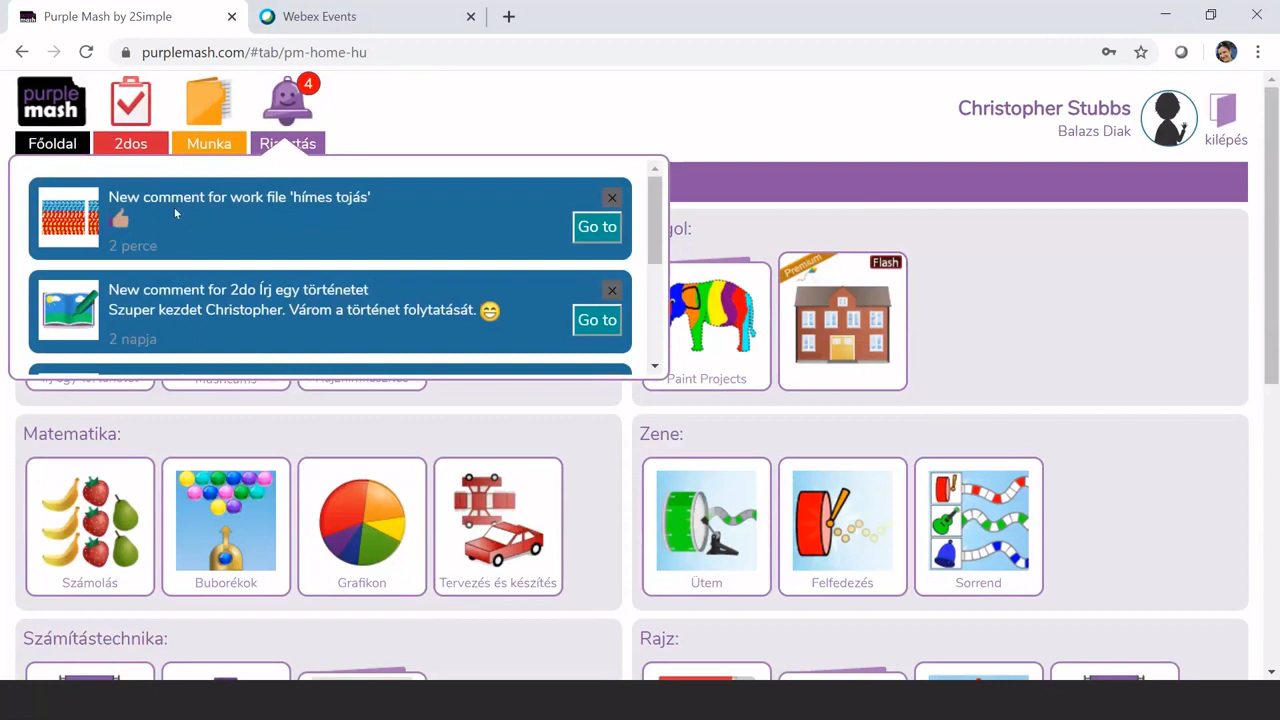 Purple Mash by 2Simple
Webex Events
purplemash.com/#tab/pm-home-hu
purple
mash
4
Christopher Stubbs
Balazs Diak
kilépés
Főoldal
2dos
Munka
New comment for work file 'hímes tojás'
2 perce
Go to
New comment for 2do Írj egy történetet
Szuper kezdet Christopher. Várom a történet folytatását.
2 napja
Go to
Premium
Flash
Paint Projects
Matematika:
Számolás
Buborékok
Grafikon
Tervezés és készítés
Zene:
Ütem
Felfedezés
Sorrend
Számítástechnika:
Rajz: